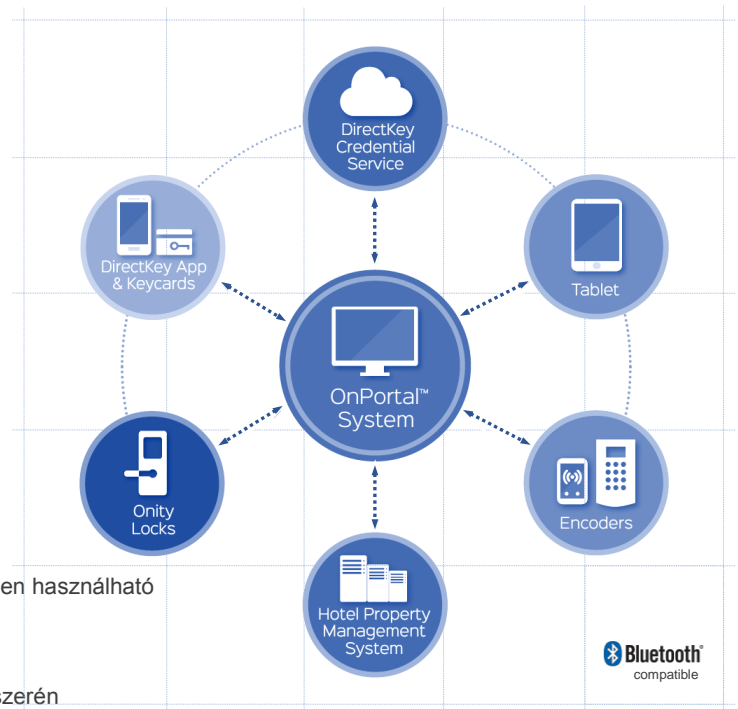 DirectKey
Credential
Service
DirectKey App
& Keycards
Tablet
OnPortal™
System
Onity
Locks
Encoders
en használható
Hotel Property
Management
System
Bluetooth®
compatible
szerén